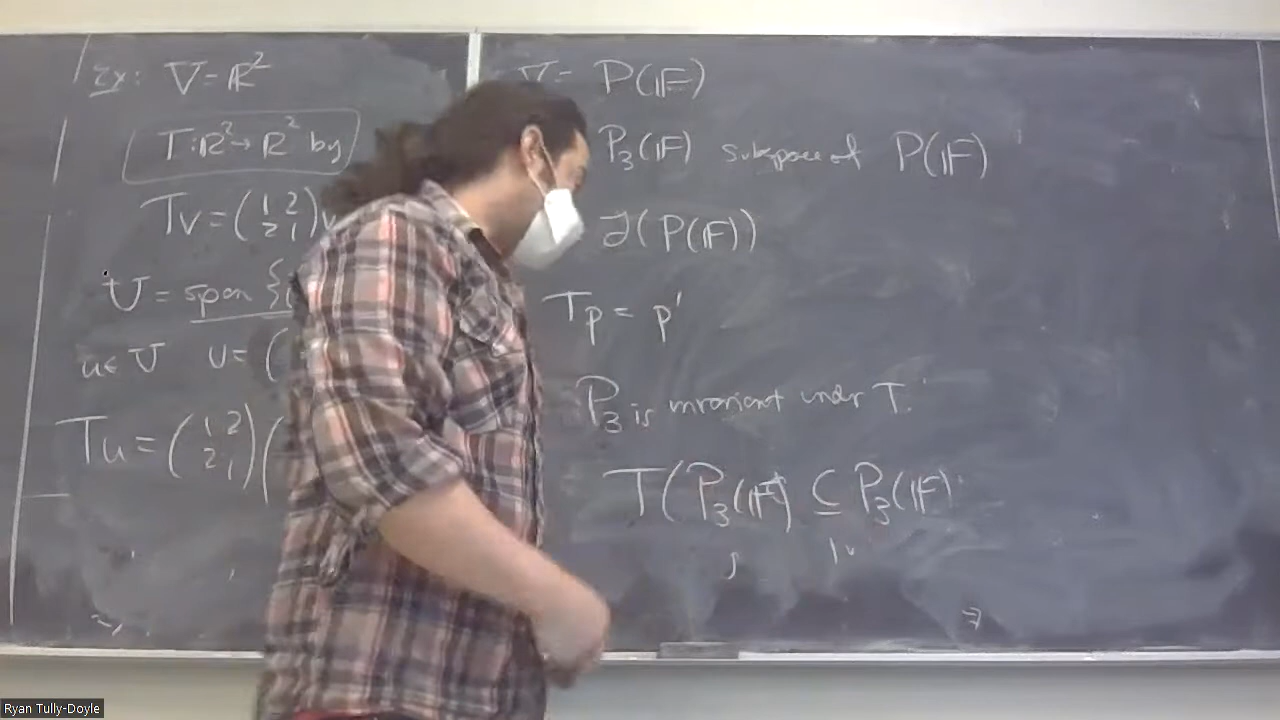 Ex: V = ℝ²
T: ℝ² → ℝ² by
Tv = (1 2
2 1) v
U = span {
u ∈ U u = (
Tu = (1 2
2 1) (
V = P(𝔽)
P₃(𝔽) subspace of P(𝔽)
ℒ(P(𝔽))
Tp = p'
P₃ is invariant under T.
T(P₃(𝔽)) ⊆ P₃(𝔽)
Ryan Tully-Doyle